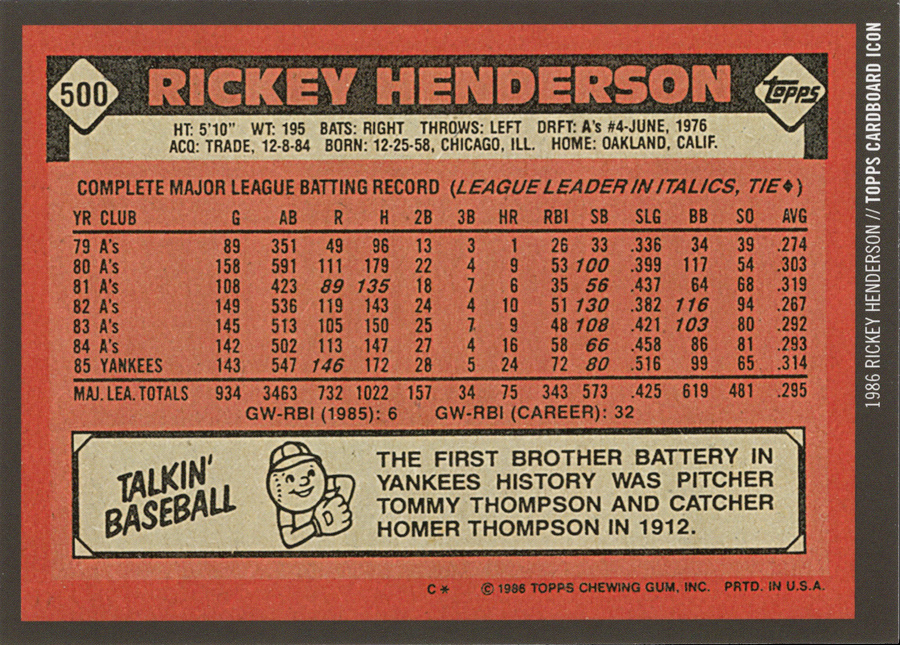 500 RICKEY HENDERSON Topps
HT: 5'10" WT: 195 BATS: RIGHT THROWS: LEFT DRFT: A's #4-JUNE, 1976
ACQ: TRADE, 12-8-84 BORN: 12-25-58, CHICAGO, ILL. HOME: OAKLAND, CALIF.
COMPLETE MAJOR LEAGUE BATTING RECORD (LEAGUE LEADER IN ITALICS, TIE♦)
YR CLUB G AB R H 2B 3B HR RBI SB SLG BB SO AVG
79 A's 89 351 49 96 13 3 1 26 33 .336 34 39 .274
80 A's 158 591 111 179 22 4 9 53 100 .399 117 54 .303
81 A's 108 423 89 135 18 7 6 35 56 .437 64 68 .319
82 A's 149 536 119 143 24 4 10 51 130 .382 116 94 .267
83 A's 145 513 105 150 25 7 9 48 108 .421 103 80 .292
84 A's 142 502 113 147 27 4 16 58 66 .458 86 81 .293
85 YANKEES 143 547 146 172 28 5 24 72 80 .516 99 65 .314
MAJ. LEA. TOTALS 934 3463 732 1022 157 34 75 343 573 .425 619 481 .295
GW-RBI (1985): 6 GW-RBI (CAREER): 32
TALKIN'
BASEBALL
THE FIRST BROTHER BATTERY IN
YANKEES HISTORY WAS PITCHER
TOMMY THOMPSON AND CATCHER
HOMER THOMPSON IN 1912.
C* © 1986 TOPPS CHEWING GUM, INC. PRTD. IN U.S.A.
1986 RICKEY HENDERSON // TOPPS CARDBOARD ICON